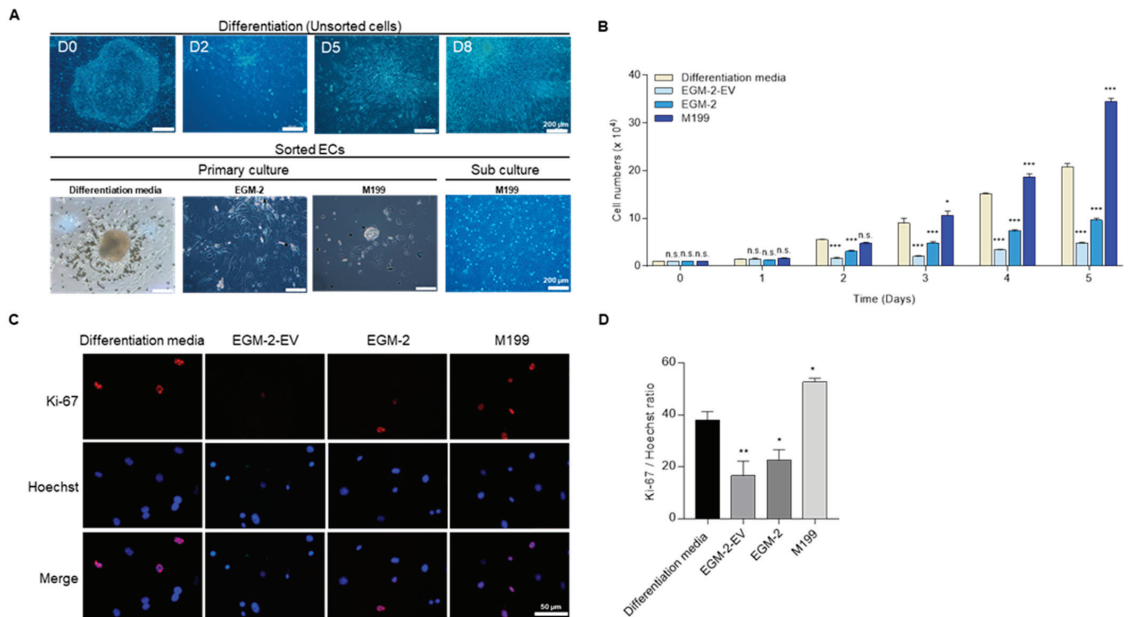 A
Differentiation (Unsorted cells)
D0
D2
D5
D8
200 µm
Sorted ECs
Primary culture
Sub culture
Differentiation media
EGM-2
M199
M199
200 µm
B
Differentiation media
EGM-2-EV
EGM-2
M199
Cell numbers (x 10⁴)
40
30
20
10
0
n.s. n.s. n.s.
n.s. n.s. n.s.
*** *** n.s.
*** *** *
*** *** ***
*** *** ***
0 1 2 3 4 5
Time (Days)
C
Differentiation media
EGM-2-EV
EGM-2
M199
Ki-67
Hoechst
Merge
50 µm
D
Ki-67 / Hoechst ratio
60
40
20
0
** * *
Differentiation media
EGM-2-EV
EGM-2
M199